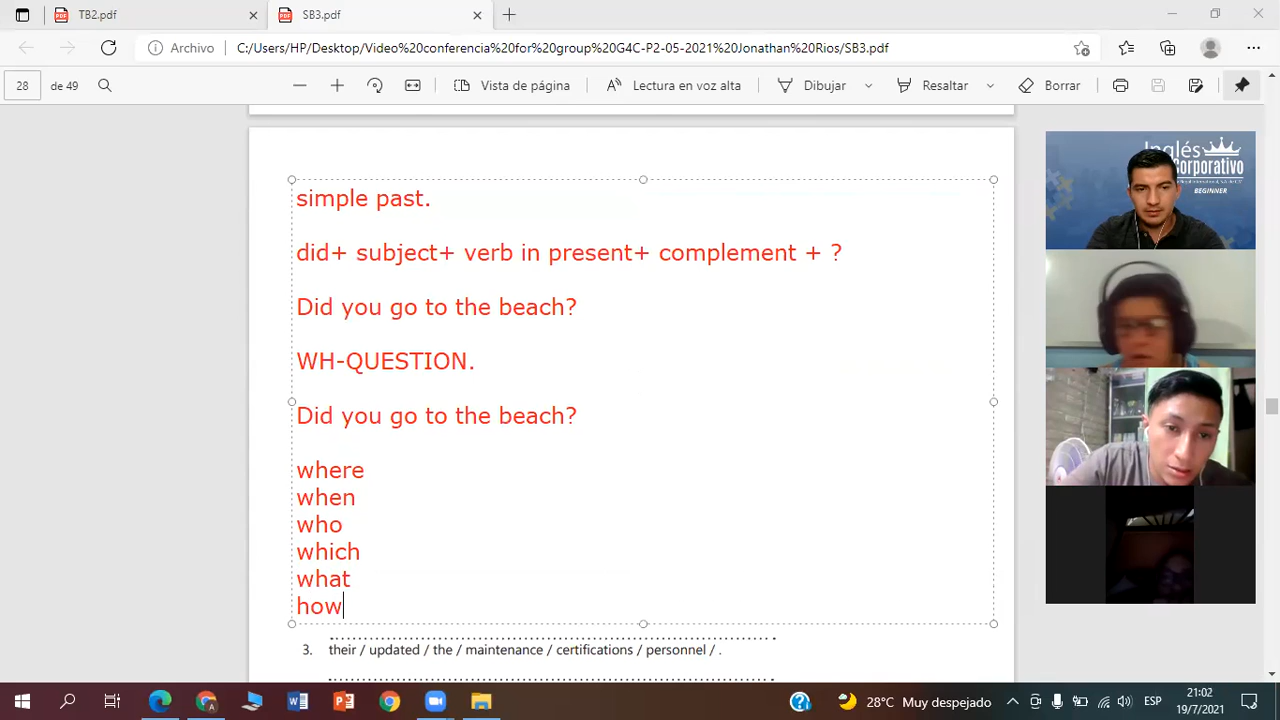 TB2.pdf
SB3.pdf
Archivo
C:/Users/HP/Desktop/Video%20conferencia%20for%20group%20G4C-P2-05-2021%20Jonathan%20Rios/SB3.pdf
28 de 49
Vista de página
Lectura en voz alta
Dibujar
Resaltar
Borrar
simple past.
did+ subject+ verb in present+ complement + ?
Did you go to the beach?
WH-QUESTION.
Did you go to the beach?
where
when
who
which
what
how
3. their / updated / the / maintenance / certifications / personnel / .
Inglés
Corporativo
BEGINNER
28°C Muy despejado
ESP
21:02
19/7/2021